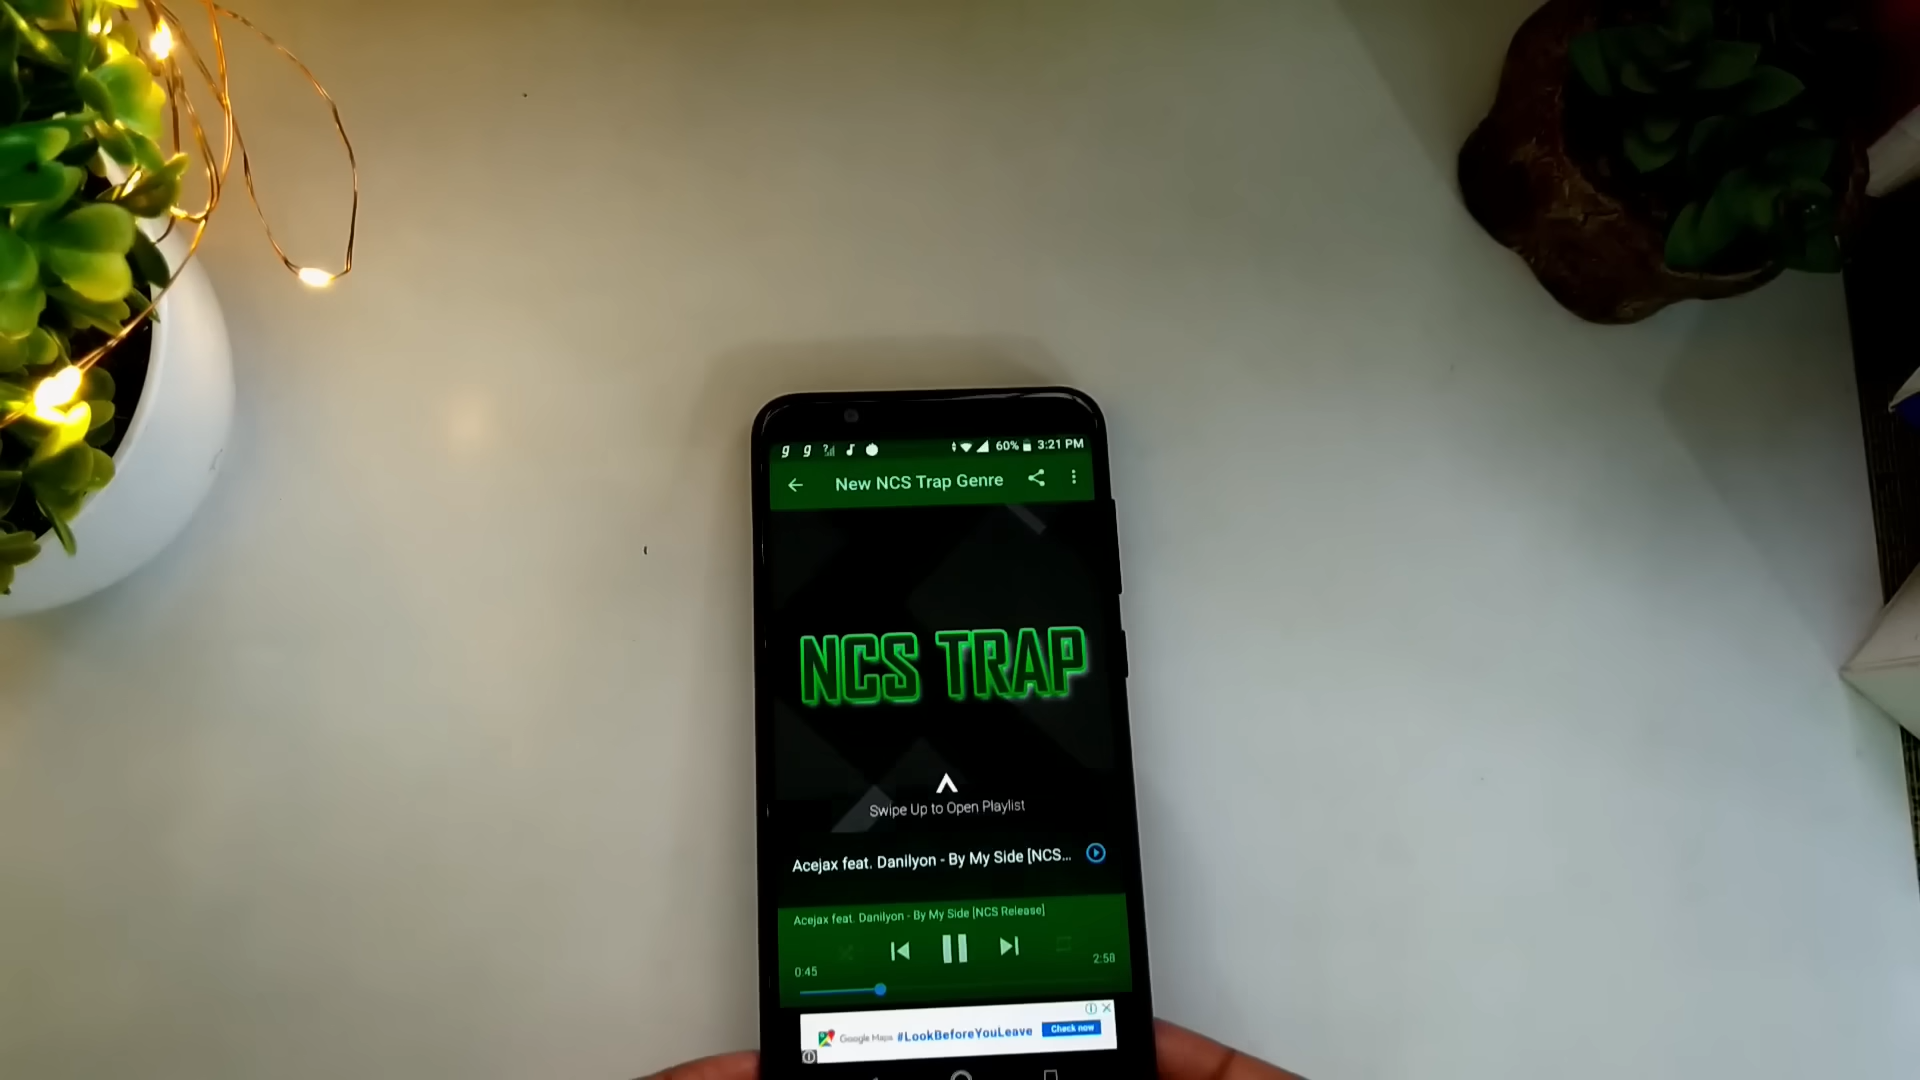 g g ? 60% 3:21 PM
New NCS Trap Genre
NCS TRAP
Swipe Up to Open Playlist
Acejax feat. Danilyon - By My Side [NCS...
Acejax feat. Danilyon - By My Side [NCS Release]
0:45 2:58
Google Maps #LookBeforeYouLeave Check now